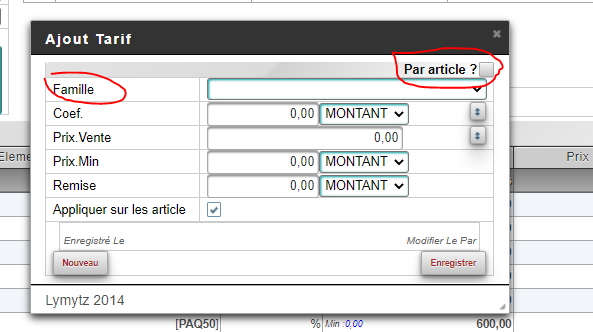 Ajout Tarif
Par article ?
Famille
Coef. 0,00 MONTANT
Prix.Vente 0,00
Prix.Min 0,00 MONTANT
Remise 0,00 MONTANT
Appliquer sur les article
Eleme Prix
Enregistré Le Modifier Le Par
Nouveau Enregistrer
Lymytz 2014
[PAQ50] % Min :0,00 600,00